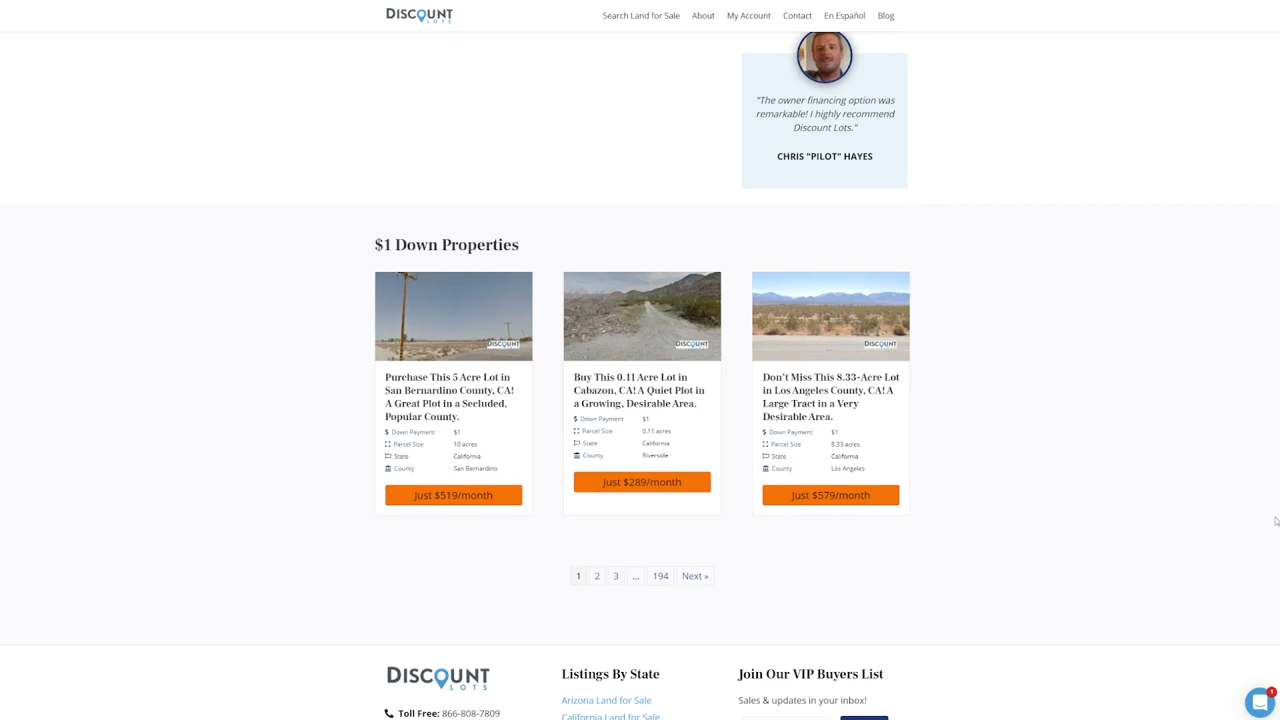 DISCOUNT LOTS
Search Land for Sale About My Account Contact En Español Blog
"The owner financing option was
remarkable! I highly recommend
Discount Lots."
CHRIS "PILOT" HAYES
$1 Down Properties
DISCOUNT LOTS
Purchase This 5 Acre Lot in
San Bernardino County, CA!
A Great Plot in a Secluded,
Popular County.
$ Down Payment $1
Parcel Size 10 acres
State California
County San Bernardino
Just $519/month
DISCOUNT LOTS
Buy This 0.11 Acre Lot in
Cabazon, CA! A Quiet Plot in
a Growing, Desirable Area.
$ Down Payment $1
Parcel Size 0.11 acres
State California
County Riverside
Just $289/month
DISCOUNT LOTS
Don't Miss This 8.33-Acre Lot
in Los Angeles County, CA! A
Large Tract in a Very
Desirable Area.
$ Down Payment $1
Parcel Size 8.33 acres
State California
County Los Angeles
Just $579/month
1 2 3 ... 194 Next »
DISCOUNT LOTS
Toll Free: 866-808-7809
Listings By State
Arizona Land for Sale
California Land for Sale
Join Our VIP Buyers List
Sales & updates in your inbox!
1